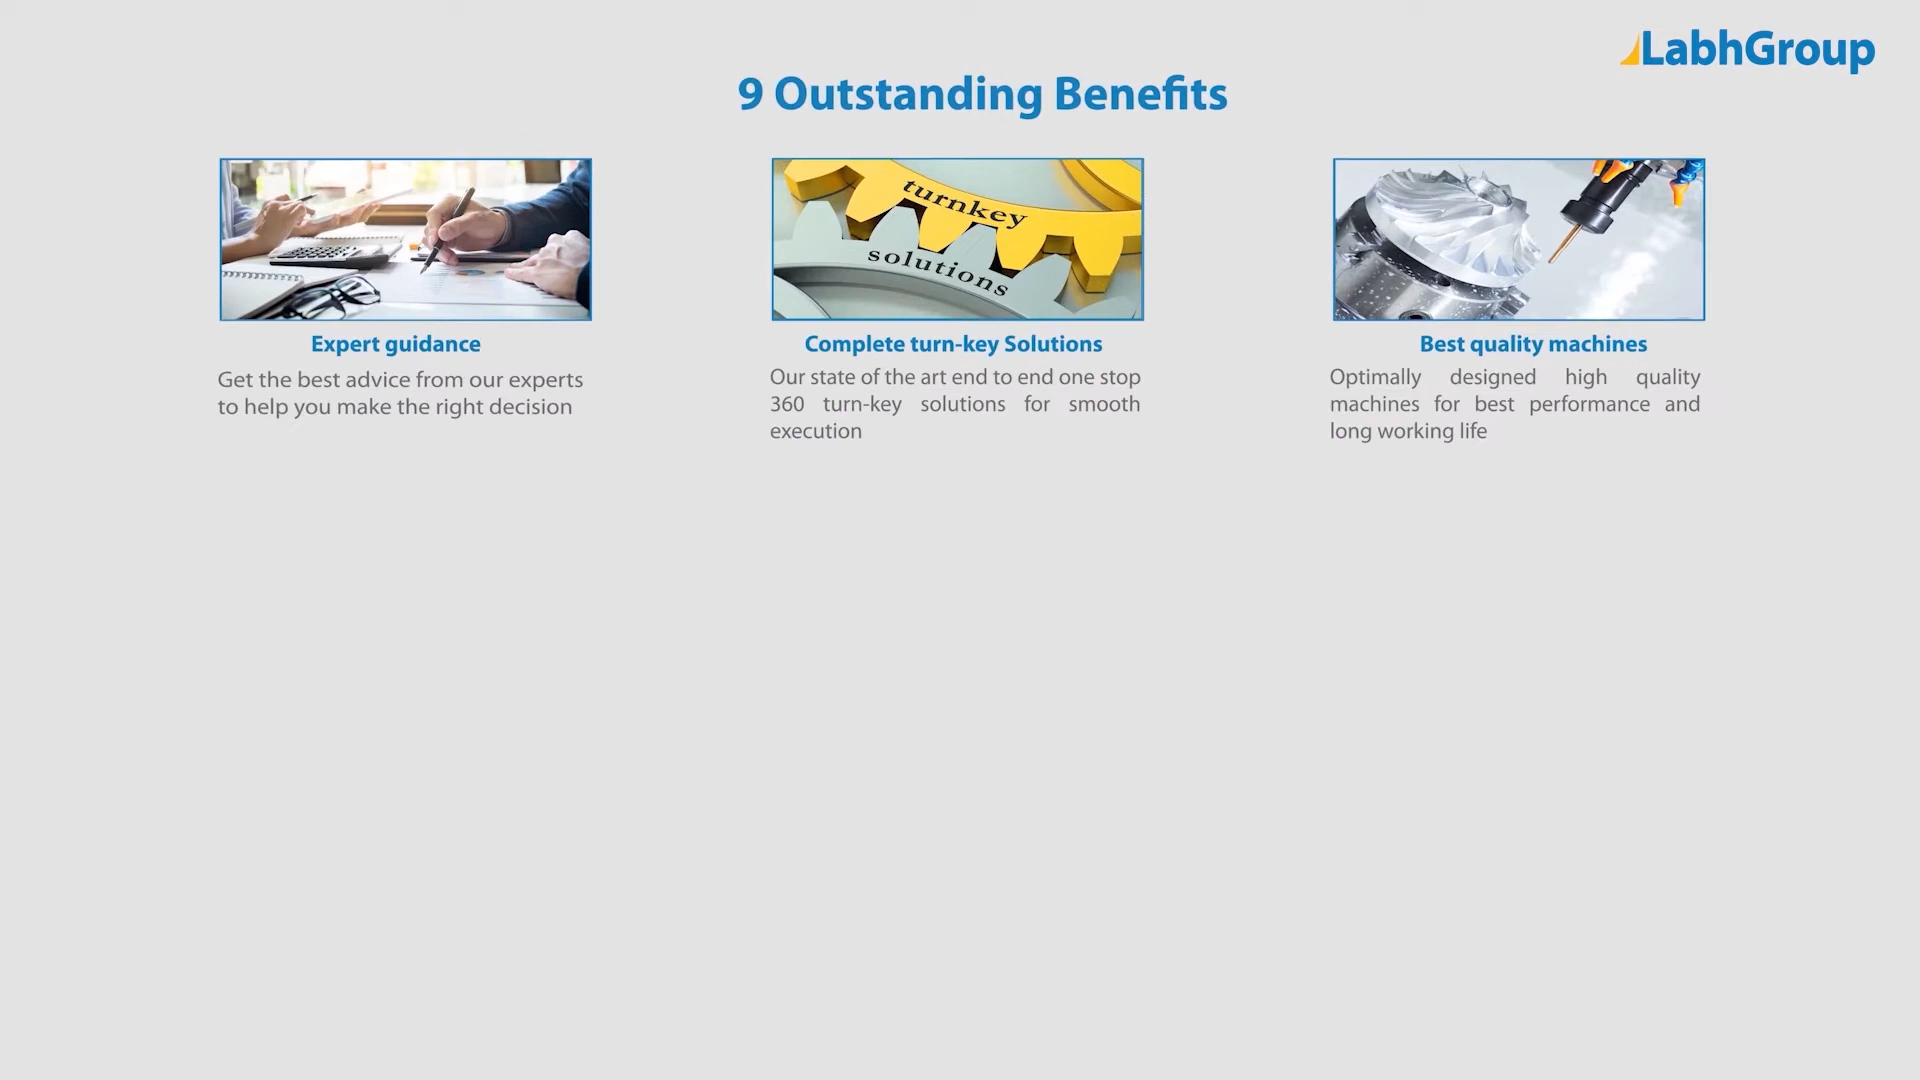 LabhGroup
9 Outstanding Benefits
turnkey
solutions
Expert guidance
Get the best advice from our experts
to help you make the right decision
Complete turn-key Solutions
Our state of the art end to end one stop
360 turn-key solutions for smooth
execution
Best quality machines
Optimally designed high quality
machines for best performance and
long working life